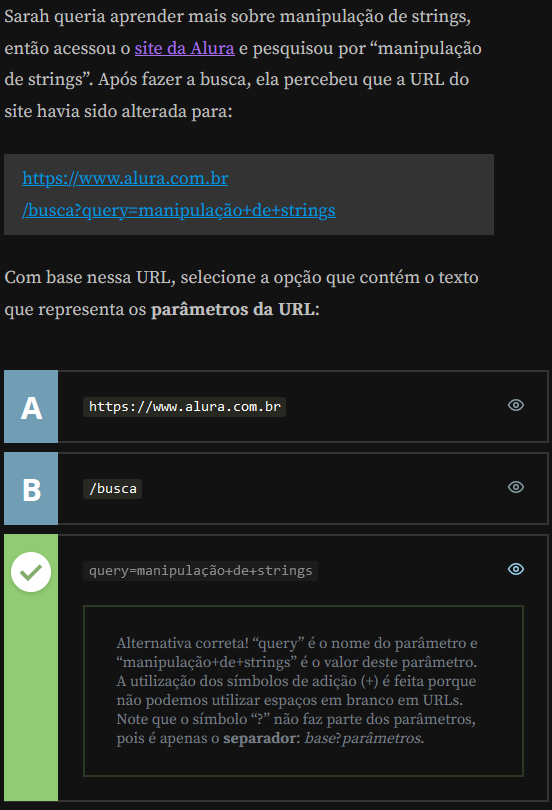 Sarah queria aprender mais sobre manipulação de strings,
então acessou o site da Alura e pesquisou por “manipulação
de strings”. Após fazer a busca, ela percebeu que a URL do
site havia sido alterada para:
https://www.alura.com.br
/busca?query=manipulação+de+strings
Com base nessa URL, selecione a opção que contém o texto
que representa os parâmetros da URL:
A
https://www.alura.com.br
B
/busca
query=manipulação+de+strings
Alternativa correta! “query” é o nome do parâmetro e
“manipulação+de+strings” é o valor deste parâmetro.
A utilização dos símbolos de adição (+) é feita porque
não podemos utilizar espaços em branco em URLs.
Note que o símbolo “?” não faz parte dos parâmetros,
pois é apenas o separador: base?parâmetros.